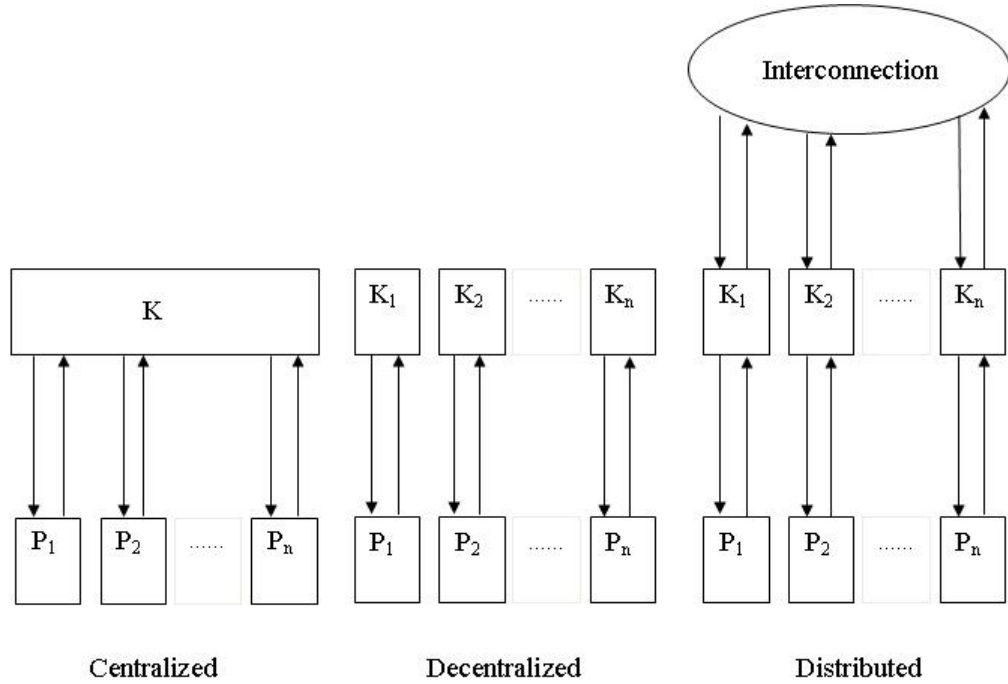 Interconnection
K
K₁ K₂ ...... Kₙ
K₁ K₂ ...... Kₙ
P₁ P₂ ...... Pₙ
P₁ P₂ ...... Pₙ
P₁ P₂ ...... Pₙ
Centralized
Decentralized
Distributed